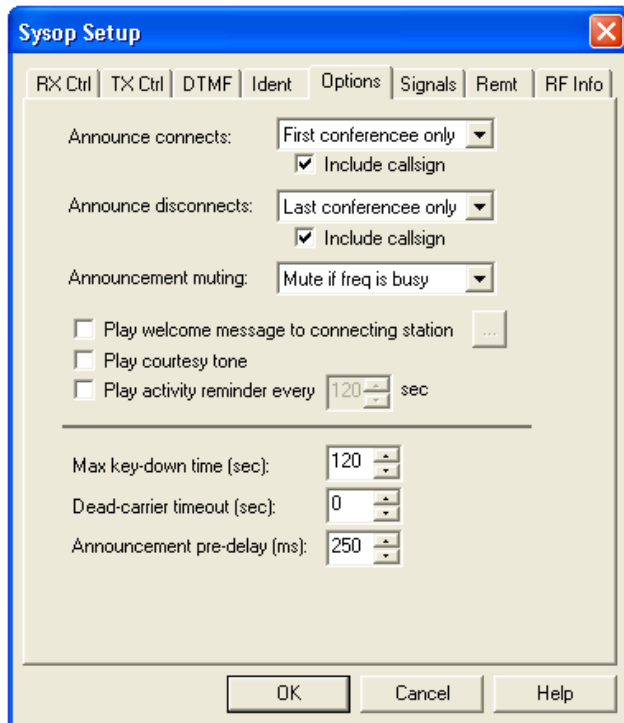 Sysop Setup
RX Ctrl TX Ctrl DTMF Ident Options Signals Remt RF Info
Announce connects: First conferencee only
Include callsign
Announce disconnects: Last conferencee only
Include callsign
Announcement muting: Mute if freq is busy
Play welcome message to connecting station ...
Play courtesy tone
Play activity reminder every 120 sec
Max key-down time (sec): 120
Dead-carrier timeout (sec): 0
Announcement pre-delay (ms): 250
OK Cancel Help